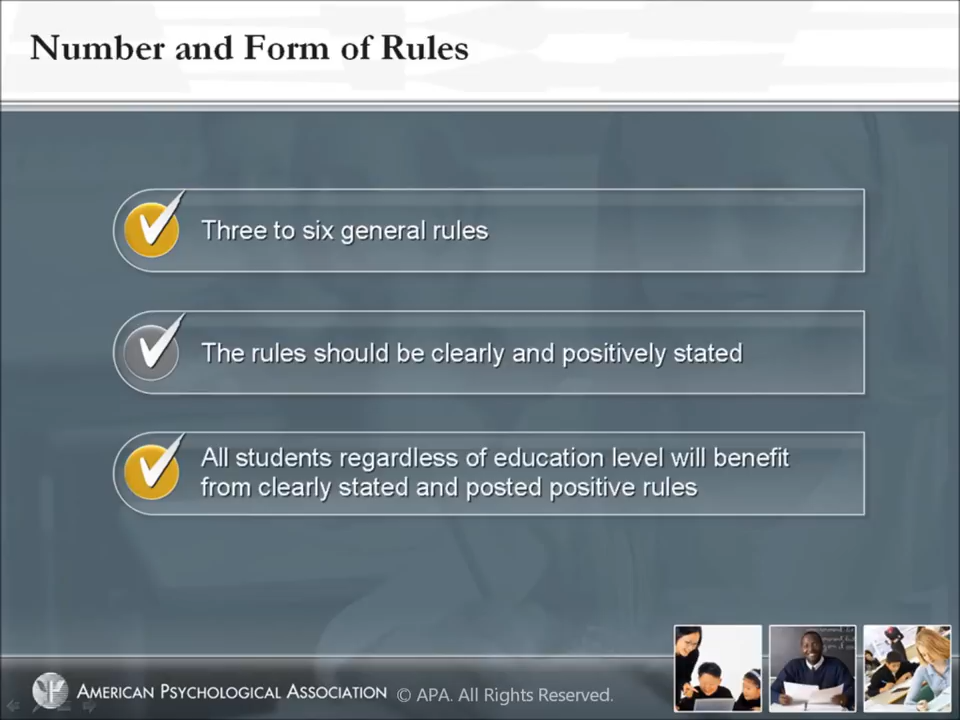 Number and Form of Rules
Three to six general rules
The rules should be clearly and positively stated
All students regardless of education level will benefit
from clearly stated and posted positive rules
AMERICAN PSYCHOLOGICAL ASSOCIATION © APA. All Rights Reserved.